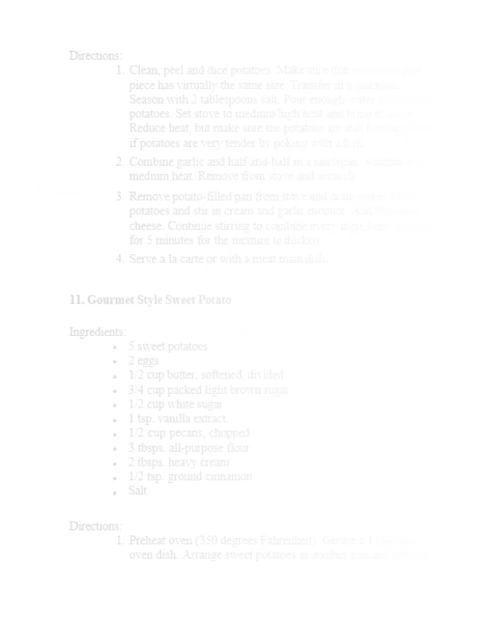 Directions:
1. Clean, peel and dice potatoes. Make sure that
piece has virtually the same size. Transfer in a
Season with 2 tablespoons salt. Pour enough water
potatoes. Set stove to medium-high heat and bring
Reduce heat, but make sure the potatoes are still
if potatoes are very tender by poking with a fork.
2. Combine garlic and half-and-half in a saucepan.
medium heat. Remove from stove and set aside.
3. Remove potato-filled pan from stove and
potatoes and stir in cream and garlic mixture.
cheese. Continue stirring to combine every
for 5 minutes for the mixture to thicken.
4. Serve a la carte or with a meat main dish.
11. Gourmet Style Sweet Potato
Ingredients:
• 5 sweet potatoes
• 2 eggs
• 1/2 cup butter, softened, divided
• 3/4 cup packed light brown sugar
• 1/2 cup white sugar
• 1 tsp. vanilla extract
• 1/2 cup pecans, chopped
• 3 tbsps. all-purpose flour
• 2 tbsps. heavy cream
• 1/2 tsp. ground cinnamon
• Salt
Directions:
1. Preheat oven (350 degrees Fahrenheit). Grease a
oven dish. Arrange sweet potatoes in another